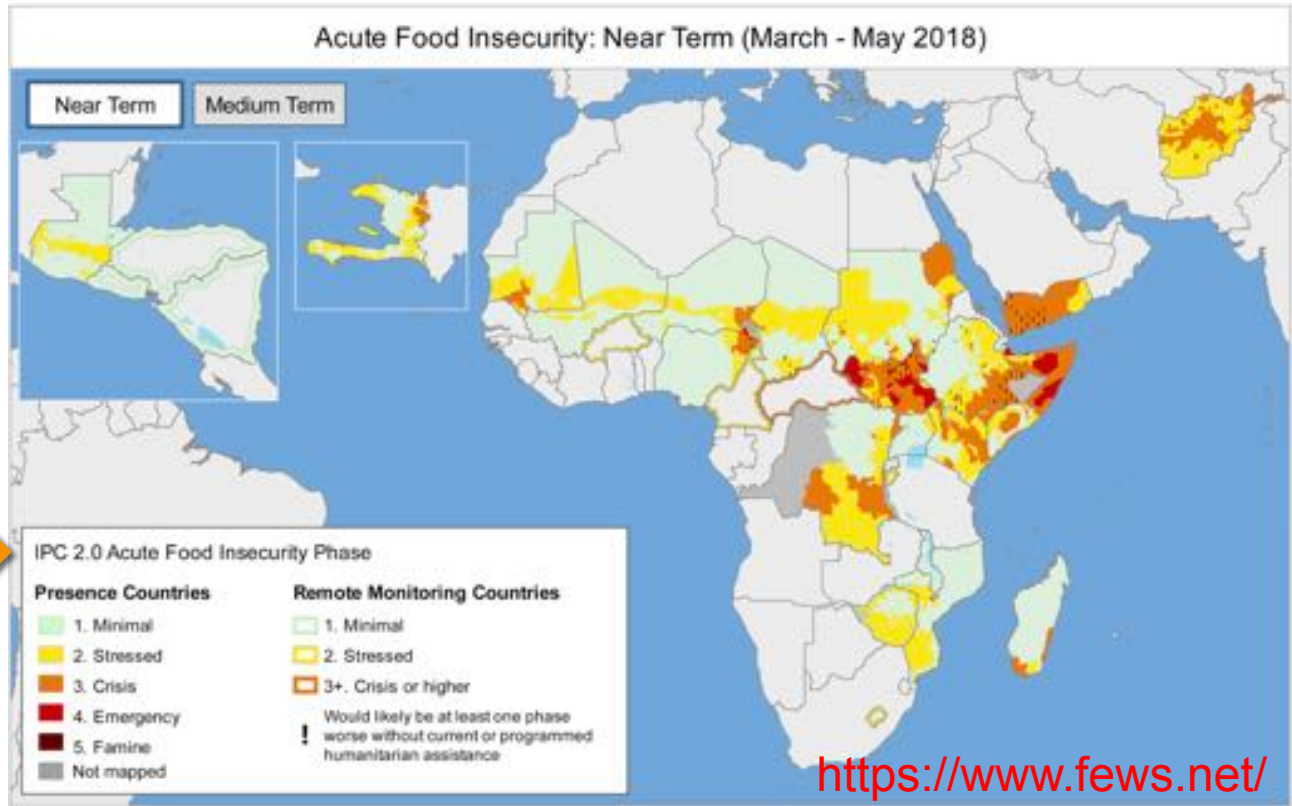 Acute Food Insecurity: Near Term (March - May 2018)
Near Term
Medium Term
IPC 2.0 Acute Food Insecurity Phase
Presence Countries
1. Minimal
2. Stressed
3. Crisis
4. Emergency
5. Famine
Not mapped
Remote Monitoring Countries
1. Minimal
2. Stressed
3+. Crisis or higher
! Would likely be at least one phase
worse without current or programmed
humanitarian assistance
https://www.fews.net/